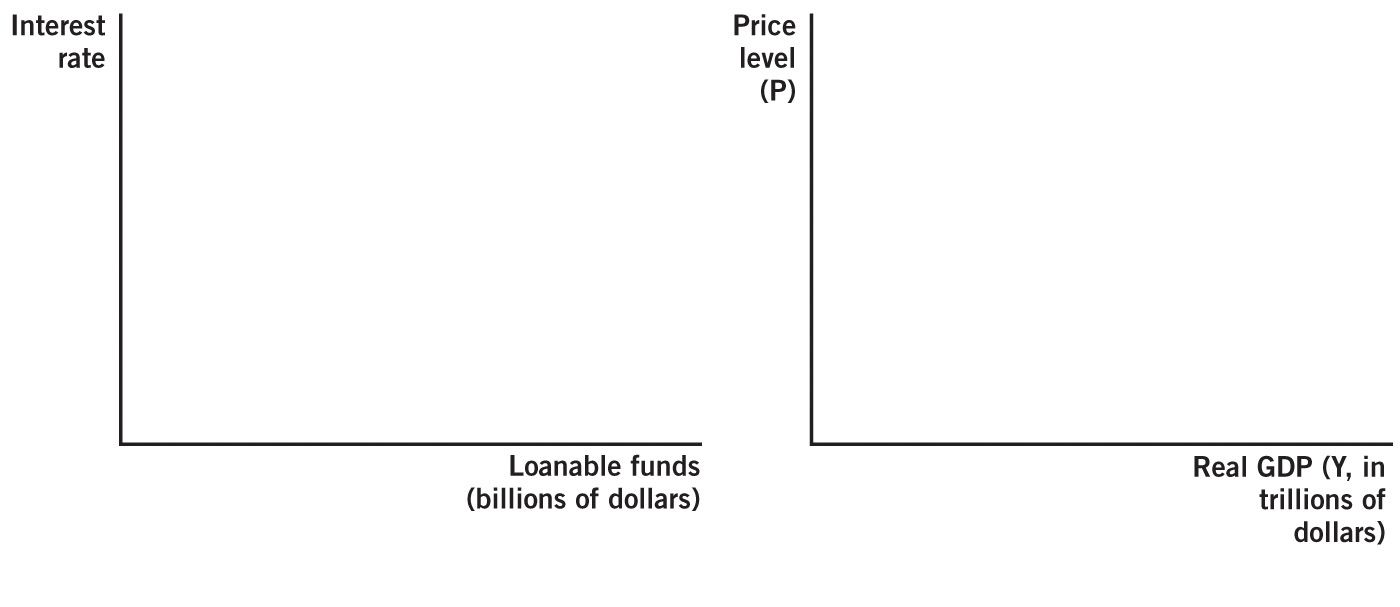 Interest
rate
Loanable funds
(billions of dollars)
Price
level
(P)
Real GDP (Y, in
trillions of
dollars)